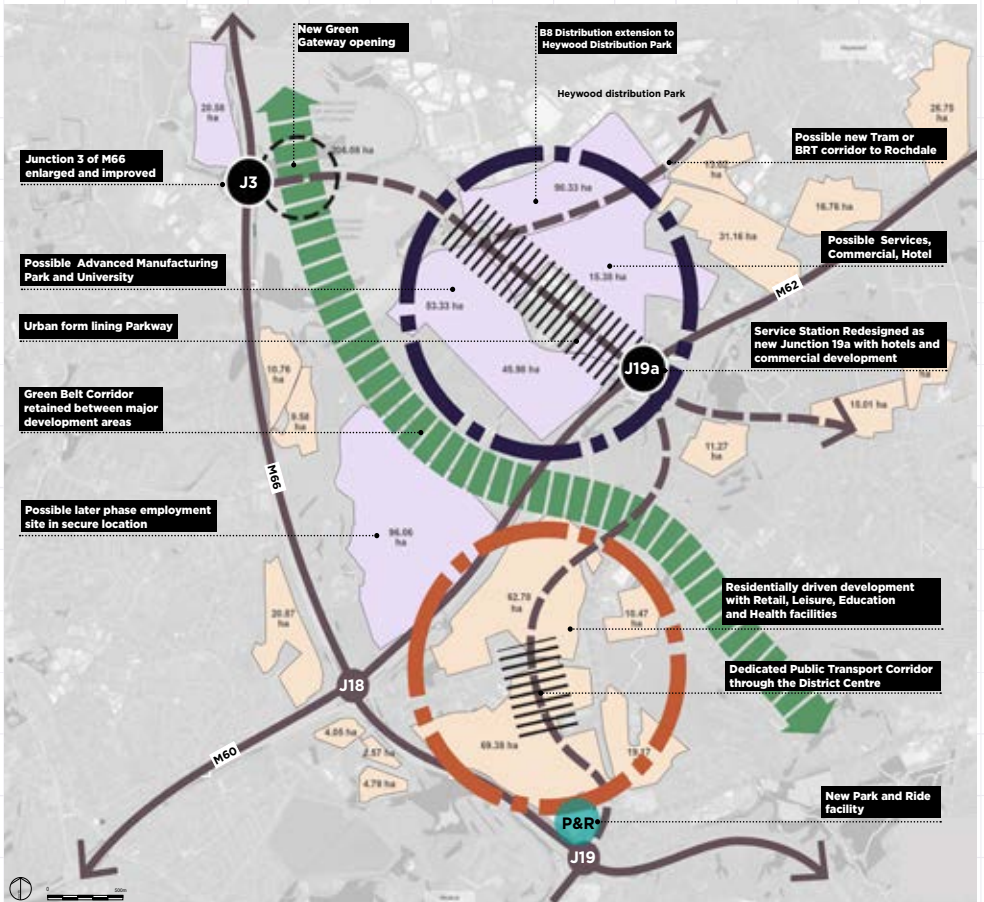 New Green
Gateway opening
B8 Distribution extension to
Heywood Distribution Park
Heywood distribution Park
Possible new Tram or
BRT corridor to Rochdale
Junction 3 of M66
enlarged and improved
J3
Possible Services,
Commercial, Hotel
Possible Advanced Manufacturing
Park and University
M62
Urban form lining Parkway
Service Station Redesigned as
new Junction 19a with hotels and
commercial development
J19a
Green Belt Corridor
retained between major
development areas
M66
Possible later phase employment
site in secure location
Residentially driven development
with Retail, Leisure, Education
and Health facilities
Dedicated Public Transport Corridor
through the District Centre
J18
M60
New Park and Ride
facility
P&R
J19
20.58
ha
26.75
ha
90.33 ha
16.76 ha
31.16 ha
15.38 ha
53.33 ha
45.98 ha
10.76
ha
9.58
ha
15.01 ha
11.27
ha
96.06
ha
62.70
ha
10.47
ha
20.87
ha
4.05 ha
2.57 ha
4.78 ha
69.38 ha
19.17
0
500m